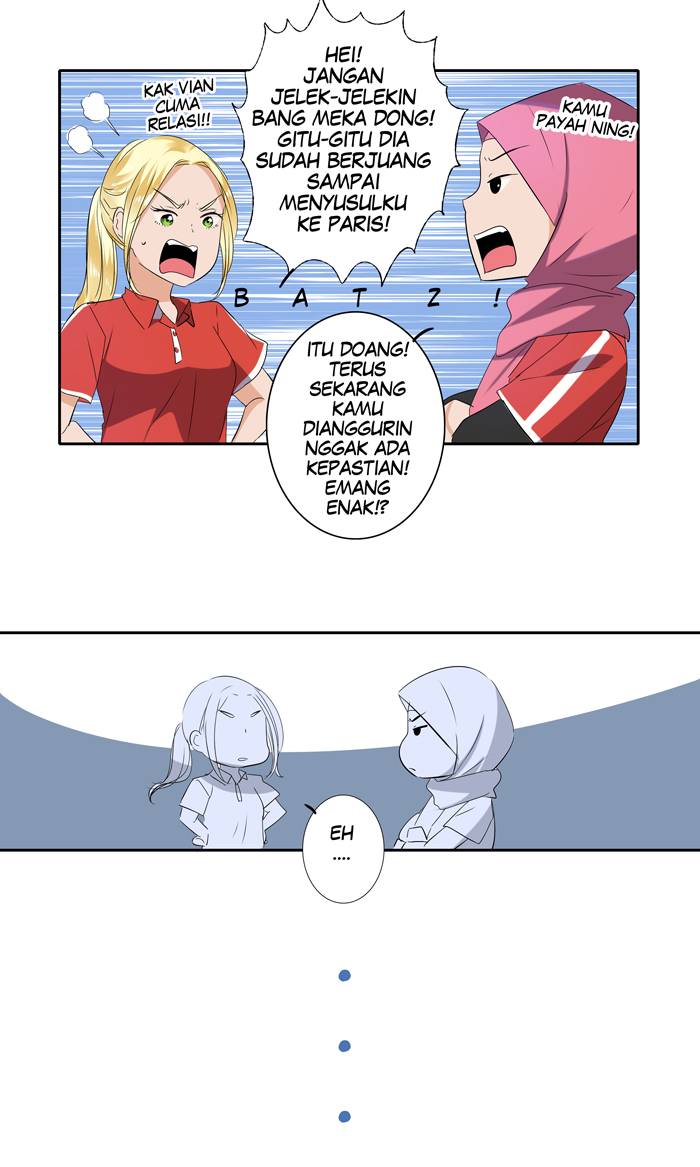 HEI!
JANGAN
JELEK-JELEKIN
BANG MEKA DONG!
GITU-GITU DIA
SUDAH BERJUANG
SAMPAI
MENYUSULKU
KE PARIS!
KAK VIAN
CUMA
RELASI!!
KAMU
PAYAH NING!
B A T Z !
ITU DOANG!
TERUS
SEKARANG
KAMU
DIANGGURIN
NGGAK ADA
KEPASTIAN!
EMANG
ENAK!?
EH
....